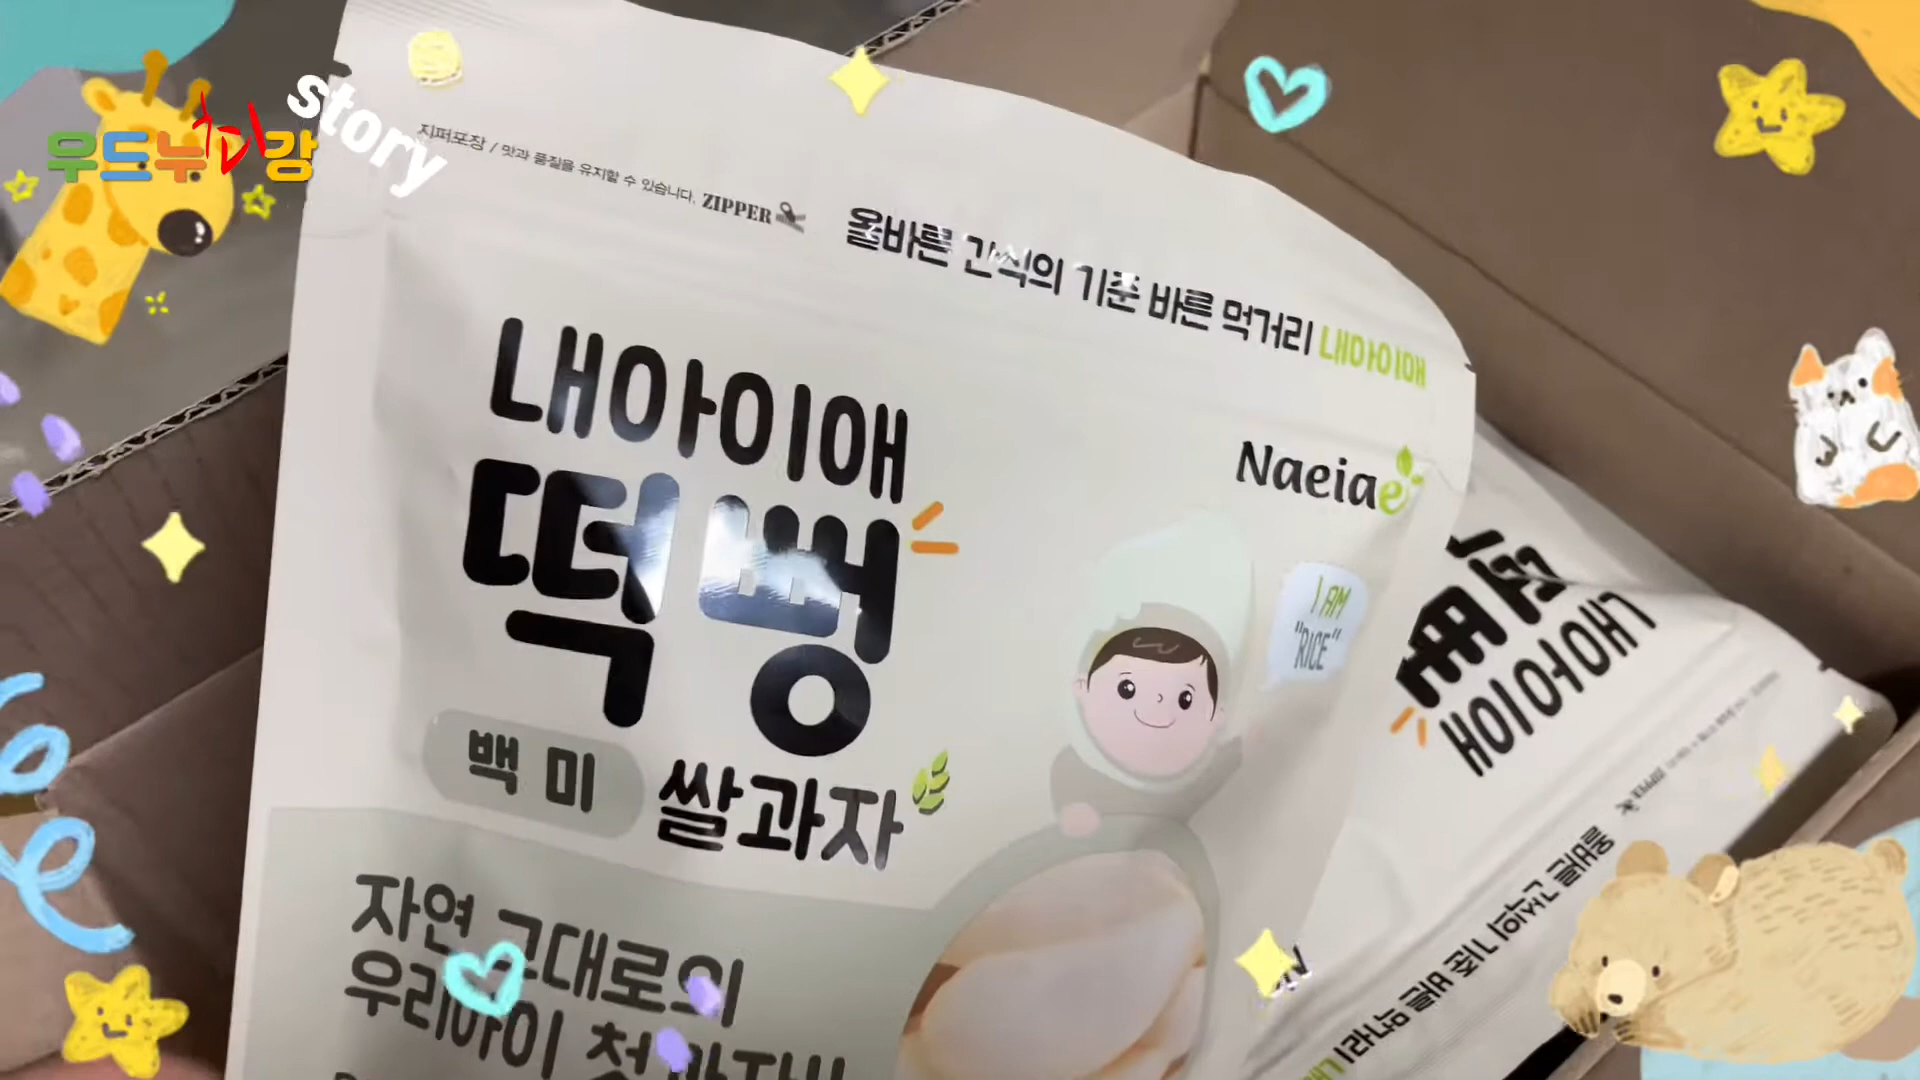 story
우드누미강
지퍼포장 / 맛과 품질을 유지할 수 있습니다. ZIPPER
올바른 간식의 기준 바른 먹거리 내아이애
내아이애
떡뻥
백미 쌀과자
Naeiae
I AM
"RICE"
자연 그대로의
우리아이 첫
내아이애
떡뻥